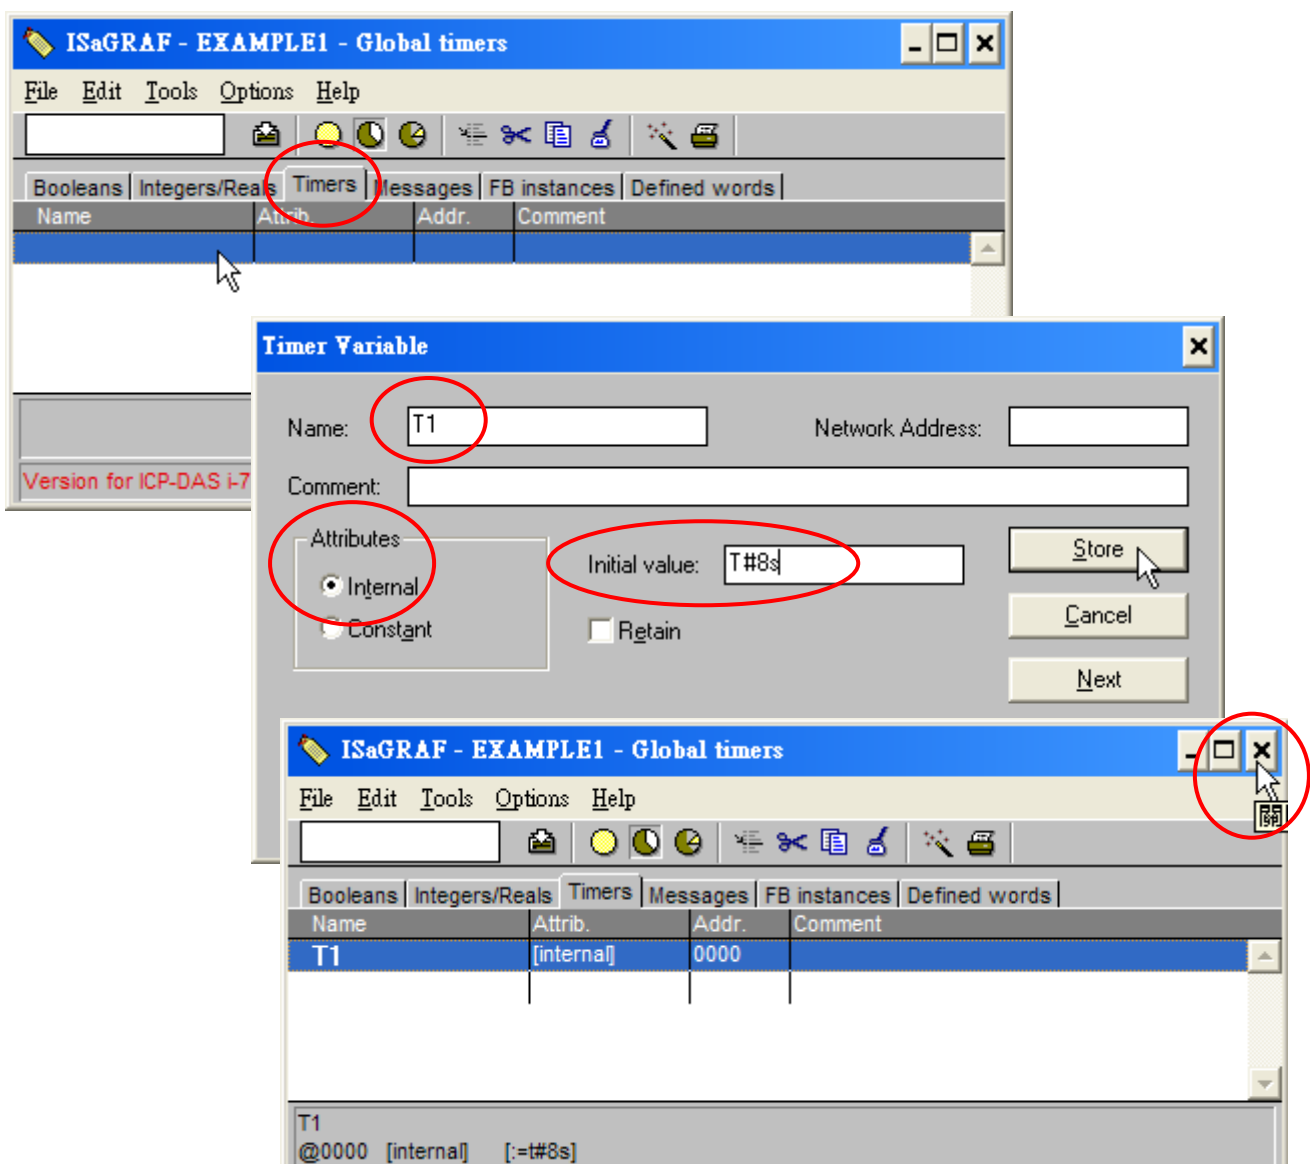 ISaGRAF - EXAMPLE1 - Global timers
File Edit Tools Options Help
Booleans Integers/Reals Timers Messages FB instances Defined words
Name Attrib. Addr. Comment
Version for ICP-DAS i-7
Timer Variable
Name: T1 Network Address:
Comment:
Attributes
Internal
Constant
Initial value: T#8s
Retain
Store
Cancel
Next
ISaGRAF - EXAMPLE1 - Global timers
File Edit Tools Options Help
Booleans Integers/Reals Timers Messages FB instances Defined words
Name Attrib. Addr. Comment
T1 [internal] 0000
T1
@0000 [internal] [:=t#8s]